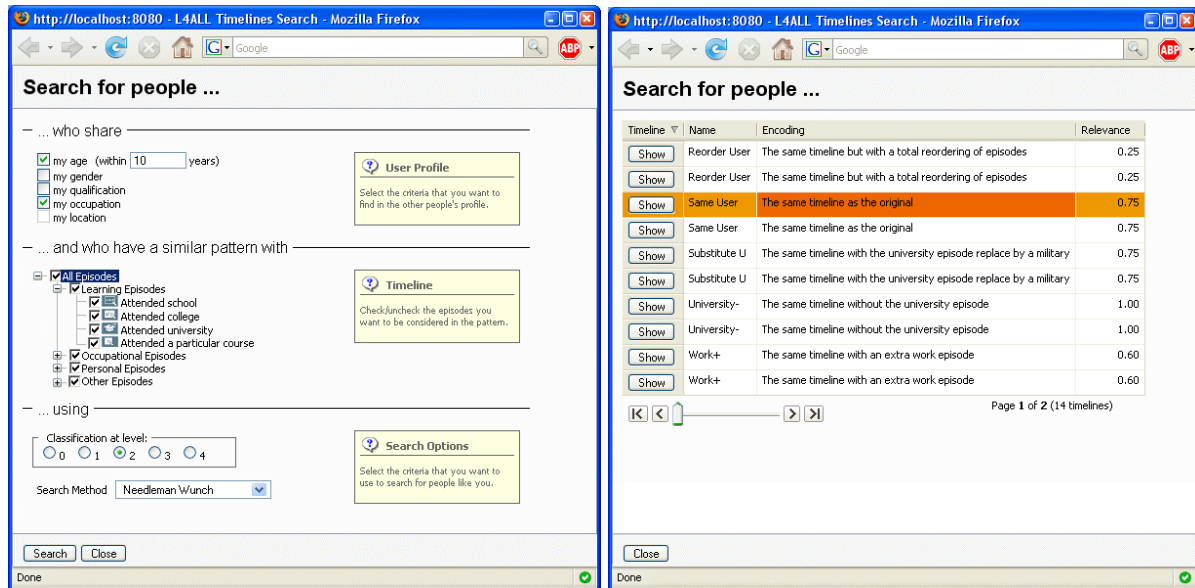 http://localhost:8080 - L4ALL Timelines Search - Mozilla Firefox
G Google
ABP
Search for people ...
... who share
my age (within 10 years)
my gender
my qualification
my occupation
my location
User Profile
Select the criteria that you want to
find in the other people's profile.
... and who have a similar pattern with
All Episodes
Learning Episodes
Attended school
Attended college
Attended university
Attended a particular course
Occupational Episodes
Personal Episodes
Other Episodes
Timeline
Check/uncheck the episodes you
want to be considered in the pattern.
... using
Classification at level:
0 1 2 3 4
Search Method Needleman Wunch
Search Options
Select the criteria that you want to
use to search for people like you.
Search Close
Done
http://localhost:8080 - L4ALL Timelines Search - Mozilla Firefox
G Google
ABP
Search for people ...
Timeline Name Encoding Relevance
Show Reorder User The same timeline but with a total reordering of episodes 0.25
Show Reorder User The same timeline but with a total reordering of episodes 0.25
Show Same User The same timeline as the original 0.75
Show Same User The same timeline as the original 0.75
Show Substitute U The same timeline with the university episode replace by a military 0.75
Show Substitute U The same timeline with the university episode replace by a military 0.75
Show University- The same timeline without the university episode 1.00
Show University- The same timeline without the university episode 1.00
Show Work+ The same timeline with an extra work episode 0.60
Show Work+ The same timeline with an extra work episode 0.60
Page 1 of 2 (14 timelines)
Close
Done